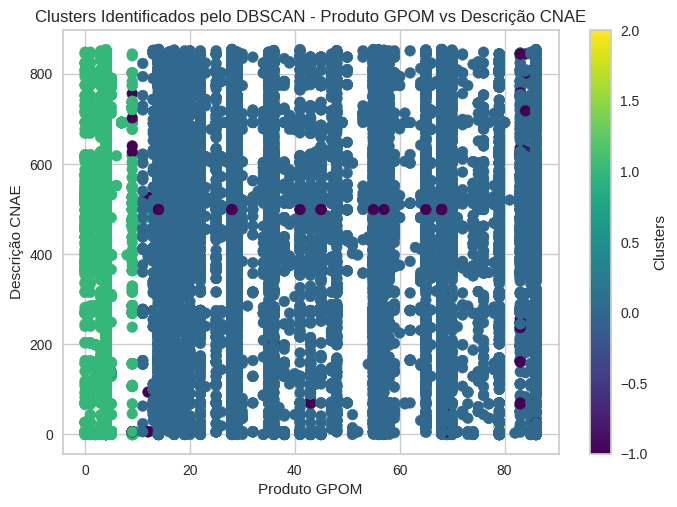 Clusters Identificados pelo DBSCAN - Produto GPOM vs Descrição CNAE
800
600
400
200
0
Descrição CNAE
0 20 40 60 80
Produto GPOM
2.0
1.5
1.0
0.5
0.0
−0.5
−1.0
Clusters